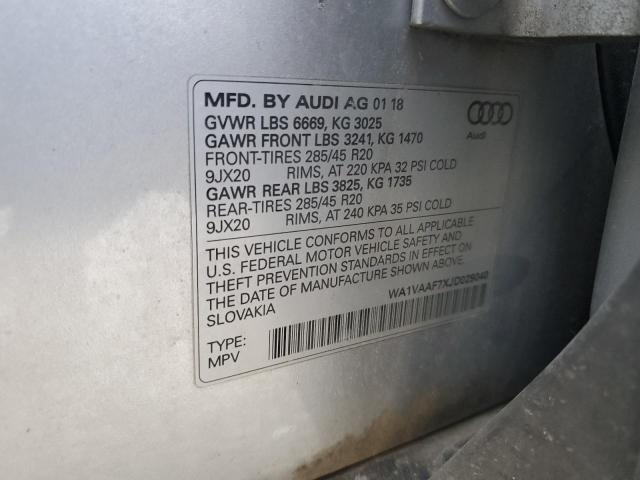 MFD. BY AUDI AG 01 18
GVWR LBS 6669, KG 3025
GAWR FRONT LBS 3241, KG 1470
FRONT-TIRES 285/45 R20
9JX20 RIMS, AT 220 KPA 32 PSI COLD
GAWR REAR LBS 3825, KG 1735
REAR-TIRES 285/45 R20
9JX20 RIMS, AT 240 KPA 35 PSI COLD
Audi
THIS VEHICLE CONFORMS TO ALL APPLICABLE
U.S. FEDERAL MOTOR VEHICLE SAFETY AND
THEFT PREVENTION STANDARDS IN EFFECT ON
THE DATE OF MANUFACTURE SHOWN ABOVE.
SLOVAKIA
WA1VAAF7XJD029040
TYPE:
MPV